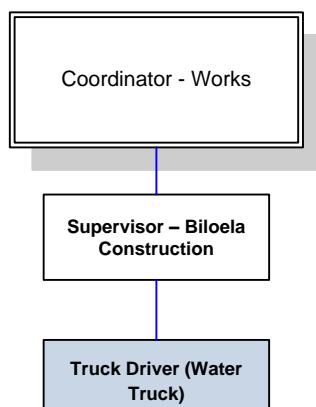 Coordinator - Works
Supervisor – Biloela
Construction
Truck Driver (Water
Truck)